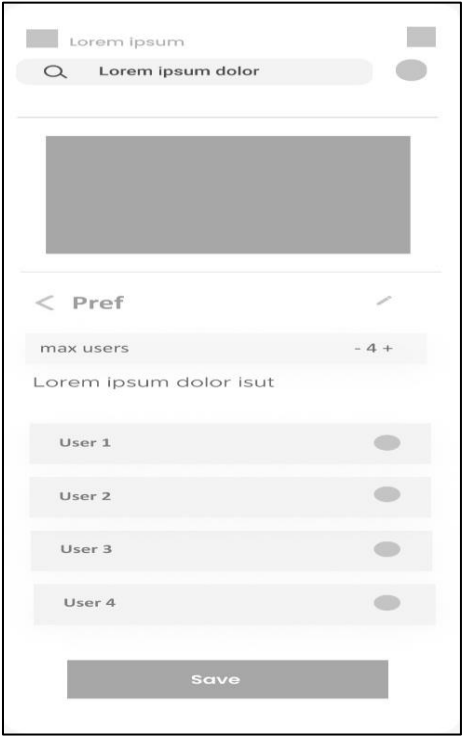 Lorem ipsum
Lorem ipsum dolor
< Pref
max users - 4 +
Lorem ipsum dolor isut
User 1
User 2
User 3
User 4
Save